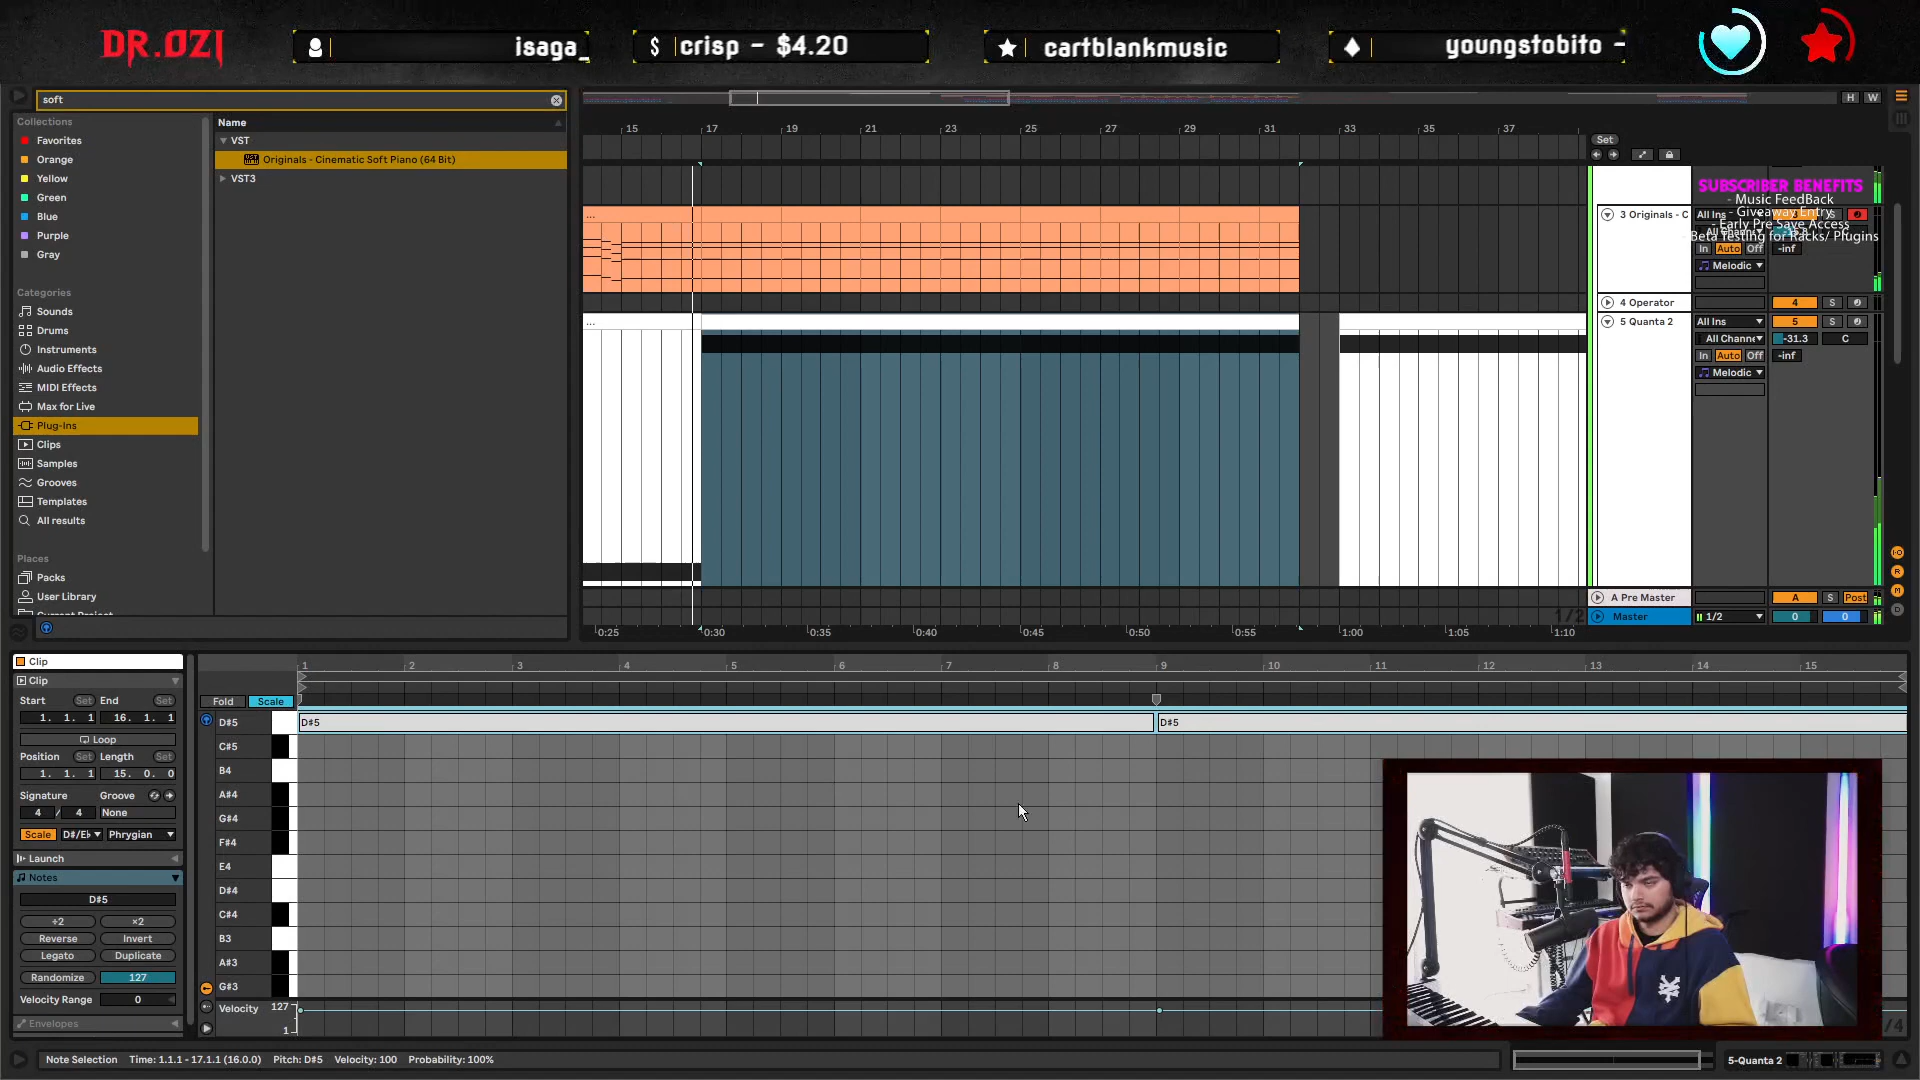 DR.OZI
isaga_
$ crisp - $4.20
cartblankmusic
youngstobito -
soft
H W
Collections
Favorites
Orange
Yellow
Green
Blue
Purple
Gray
Categories
Sounds
Drums
Instruments
Audio Effects
MIDI Effects
Max for Live
Plug-Ins
Clips
Samples
Grooves
Templates
All results
Places
Packs
User Library
Name
VST
Originals - Cinematic Soft Piano (64 Bit)
VST3
15 17 19 21 23 25 27 29 31 33 35 37
Set
...
...
SUBSCRIBER BENEFITS
- Music FeedBack
- Giveaway Entry
- Early Pre Save Access
- Beta Testing for Racks/ Plugins
3 Originals - C
All Ins
In Auto Off
-inf
Melodic
4 Operator
4 S
5 Quanta 2
All Ins
5 S
All Channe
-31.3 C
In Auto Off
-inf
Melodic
1/2
A Pre Master
A S Post
Master
1/2
0 0
0:25 0:30 0:35 0:40 0:45 0:50 0:55 1:00 1:05 1:10
Clip
Clip
Start Set End Set
1. 1. 1 16. 1. 1
Loop
Position Set Length Set
1. 1. 1 15. 0. 0
Signature Groove
4 / 4 None
Scale D#/E♭ Phrygian
Launch
Notes
D#5
÷2 ×2
Reverse Invert
Legato Duplicate
Randomize 127
Velocity Range 0
Envelopes
1 2 3 4 5 6 7 8 9 10 11 12 13 14 15
Fold Scale
D#5
D#5
D#5
C#5
B4
A#4
G#4
F#4
E4
D#4
C#4
B3
A#3
G#3
Velocity 127
1
/4
Note Selection Time: 1.1.1 - 17.1.1 (16.0.0) Pitch: D#5 Velocity: 100 Probability: 100%
5-Quanta 2